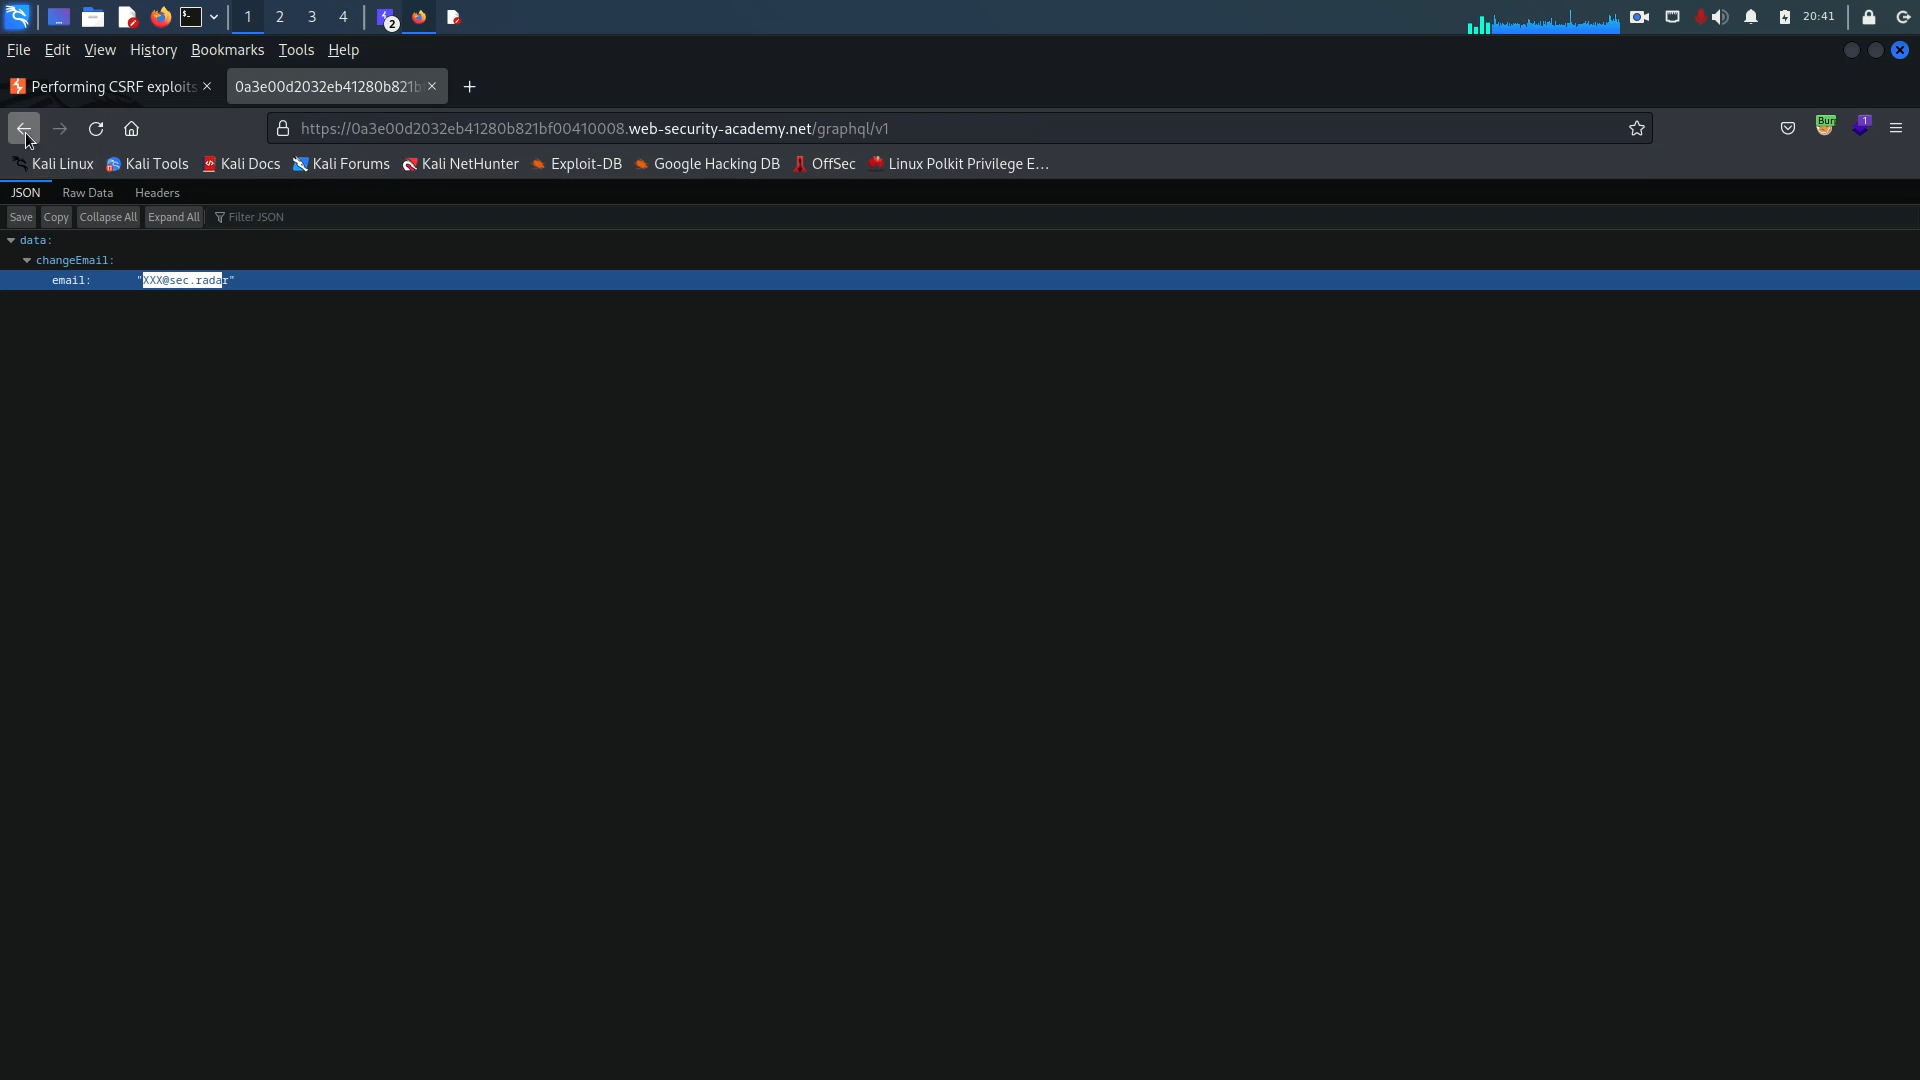 1 2 3 4 2 20:41
File Edit View History Bookmarks Tools Help
Performing CSRF exploits 0a3e00d2032eb41280b821b
https://0a3e00d2032eb41280b821bf00410008.web-security-academy.net/graphql/v1 Bur 1
Kali Linux Kali Tools Kali Docs Kali Forums Kali NetHunter Exploit-DB Google Hacking DB OffSec Linux Polkit Privilege E…
JSON Raw Data Headers
Save Copy Collapse All Expand All Filter JSON
data:
changeEmail:
email: "XXX@sec.radar"